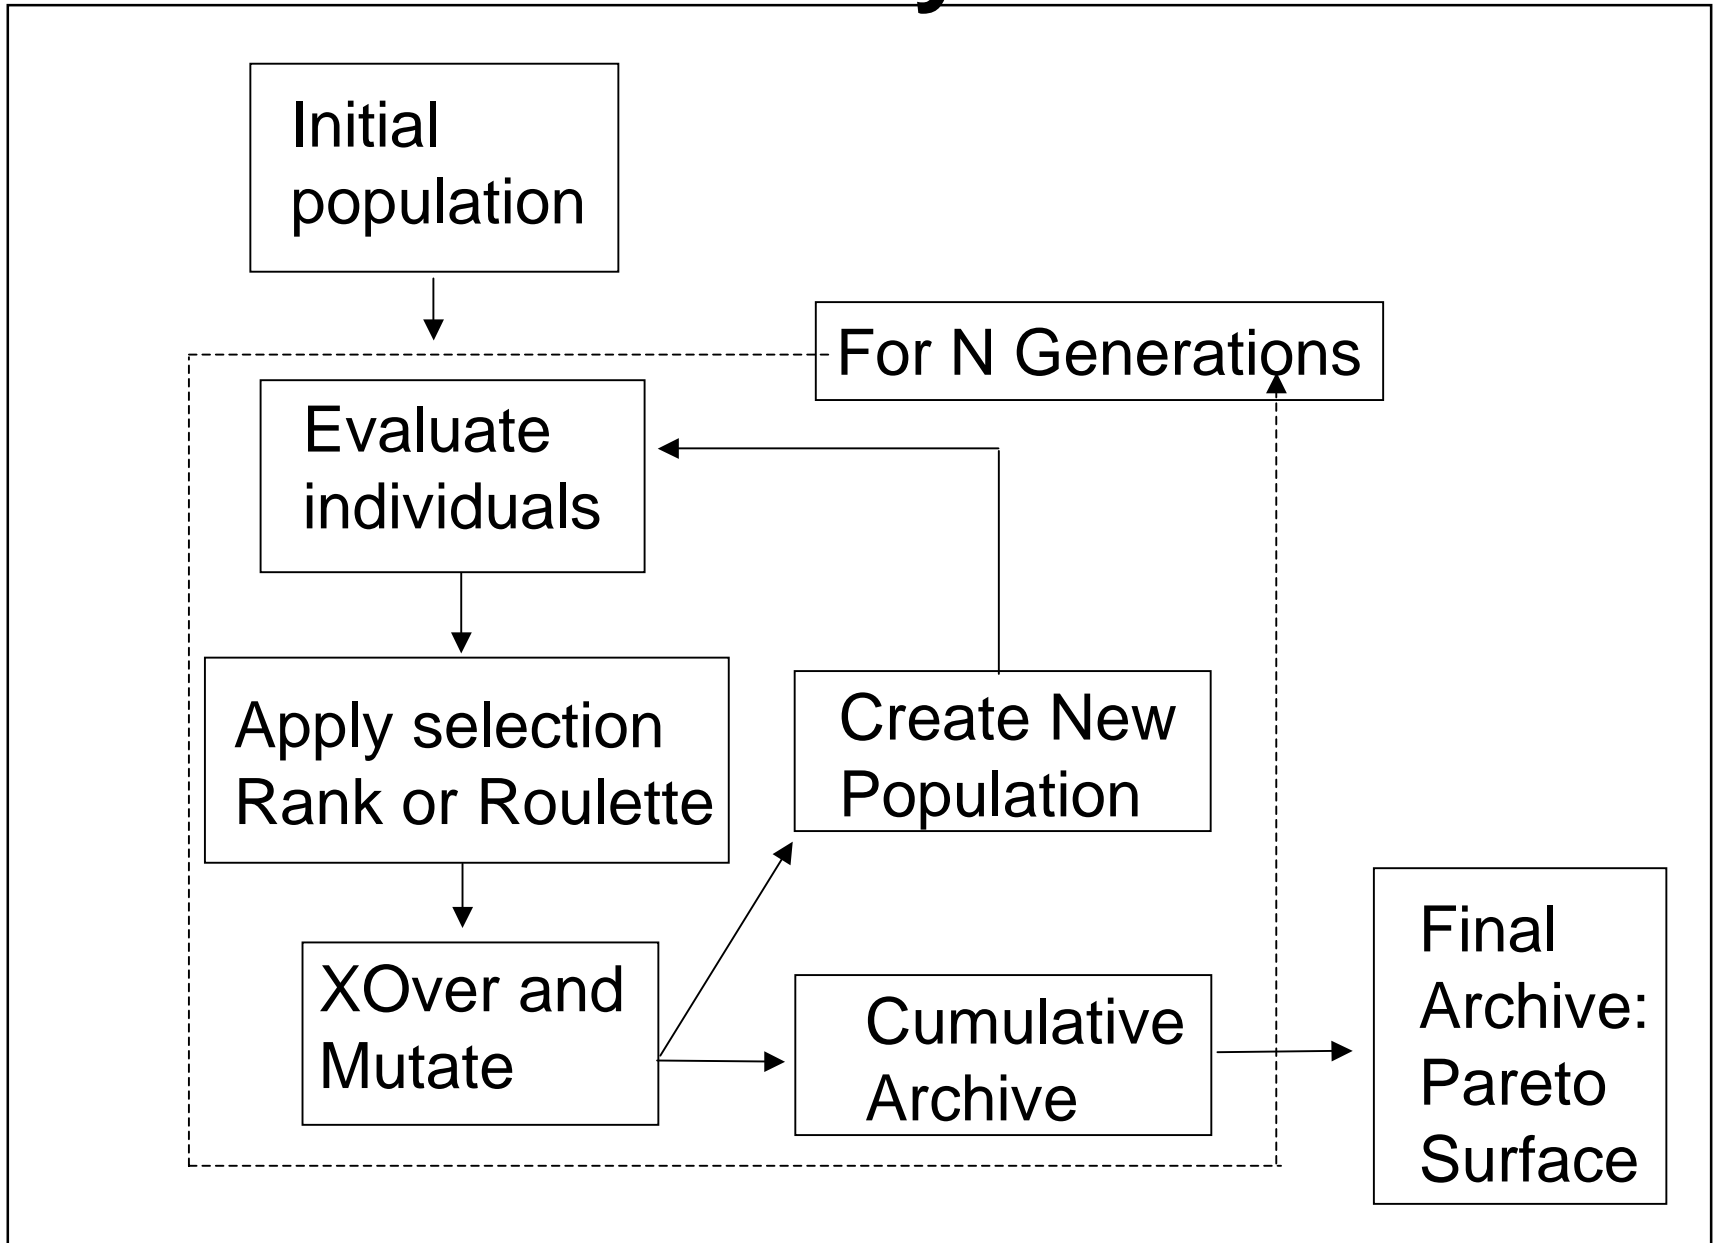 Initial
population
For N Generations
Evaluate
individuals
Apply selection
Rank or Roulette
Create New
Population
XOver and
Mutate
Cumulative
Archive
Final
Archive:
Pareto
Surface